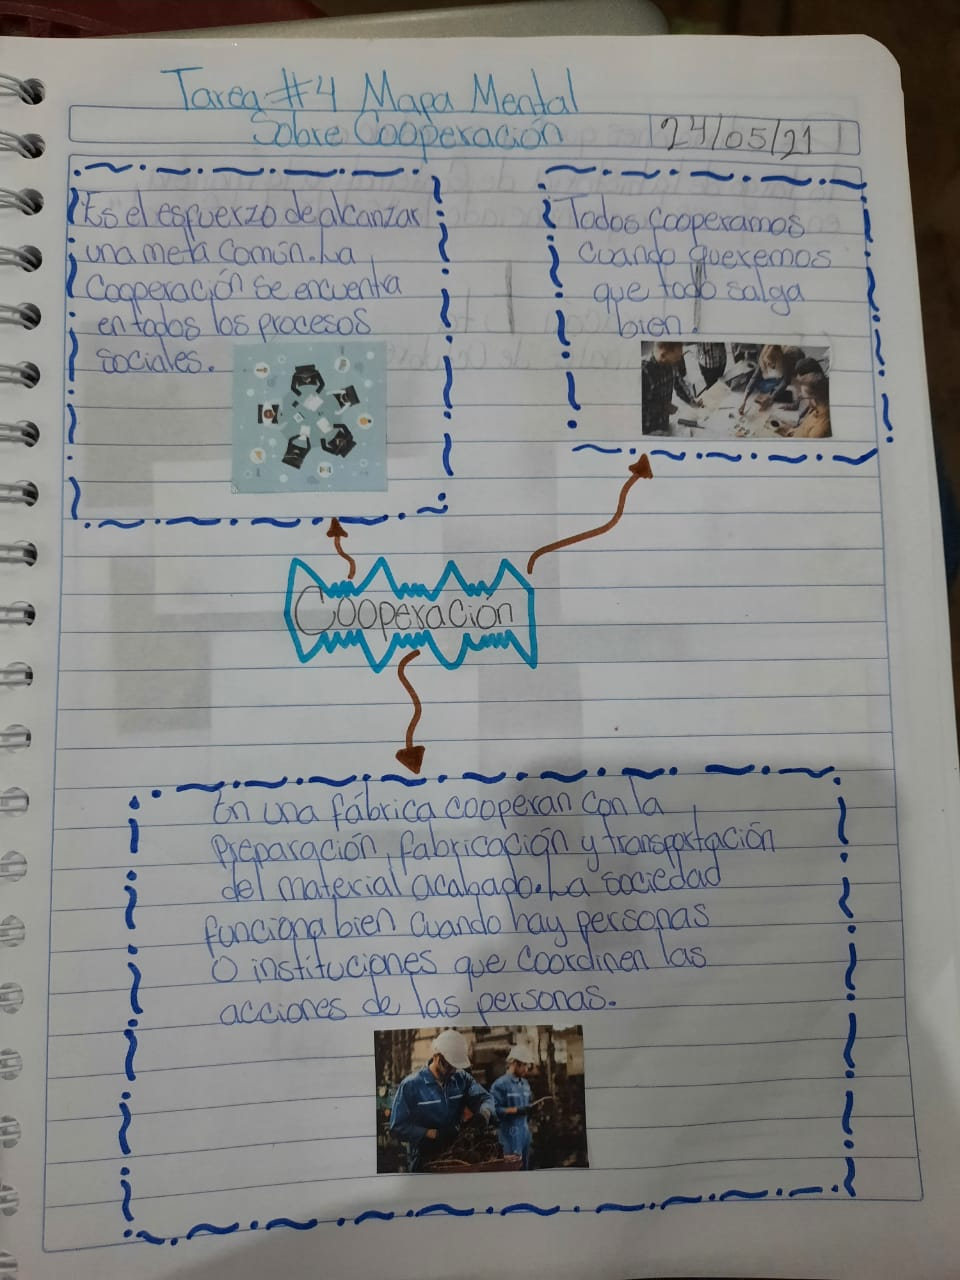 Tarea #4 Mapa Mental
Sobre Cooperación
24/05/21
Es el esfuerzo de alcanzar
una meta común. La
Cooperación se encuentra
en todos los procesos
sociales.
Todos Cooperamos
Cuando queremos
que todo salga
bien.
Cooperación
En una fábrica cooperan con la
preparación, fabricación y transportación
del material acabado. La sociedad
funciona bien cuando hay personas
o instituciones que coordinen las
acciones de las personas.